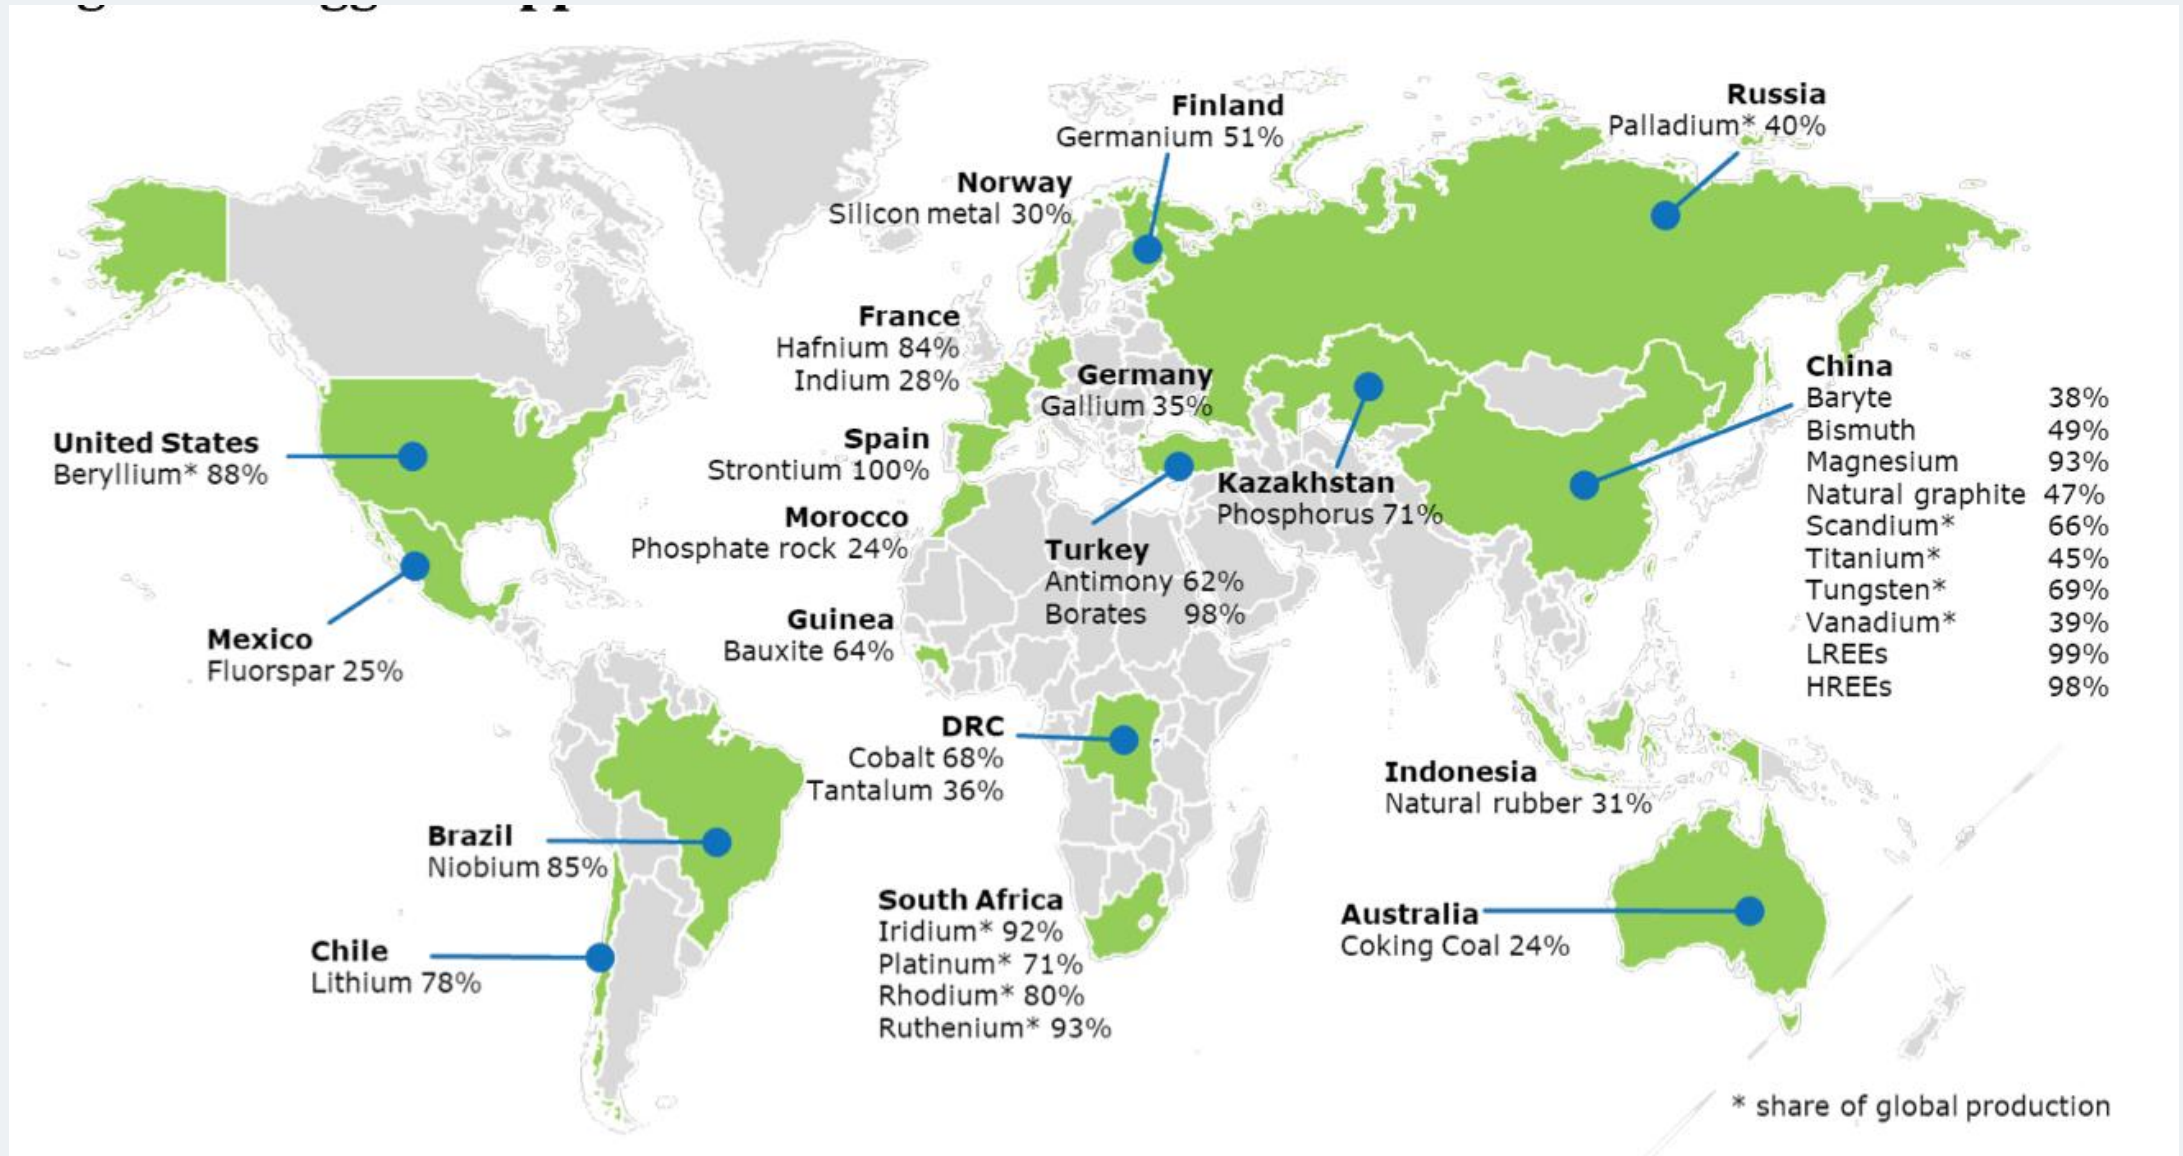 Finland
Germanium 51%
Russia
Palladium* 40%
Norway
Silicon metal 30%
France
Hafnium 84%
Indium 28%
Germany
Gallium 35%
China
Baryte 38%
Bismuth 49%
Magnesium 93%
Natural graphite 47%
Scandium* 66%
Titanium* 45%
Tungsten* 69%
Vanadium* 39%
LREEs 99%
HREEs 98%
United States
Beryllium* 88%
Spain
Strontium 100%
Kazakhstan
Phosphorus 71%
Morocco
Phosphate rock 24%
Turkey
Antimony 62%
Borates 98%
Mexico
Fluorspar 25%
Guinea
Bauxite 64%
DRC
Cobalt 68%
Tantalum 36%
Indonesia
Natural rubber 31%
Brazil
Niobium 85%
South Africa
Iridium* 92%
Platinum* 71%
Rhodium* 80%
Ruthenium* 93%
Australia
Coking Coal 24%
Chile
Lithium 78%
* share of global production